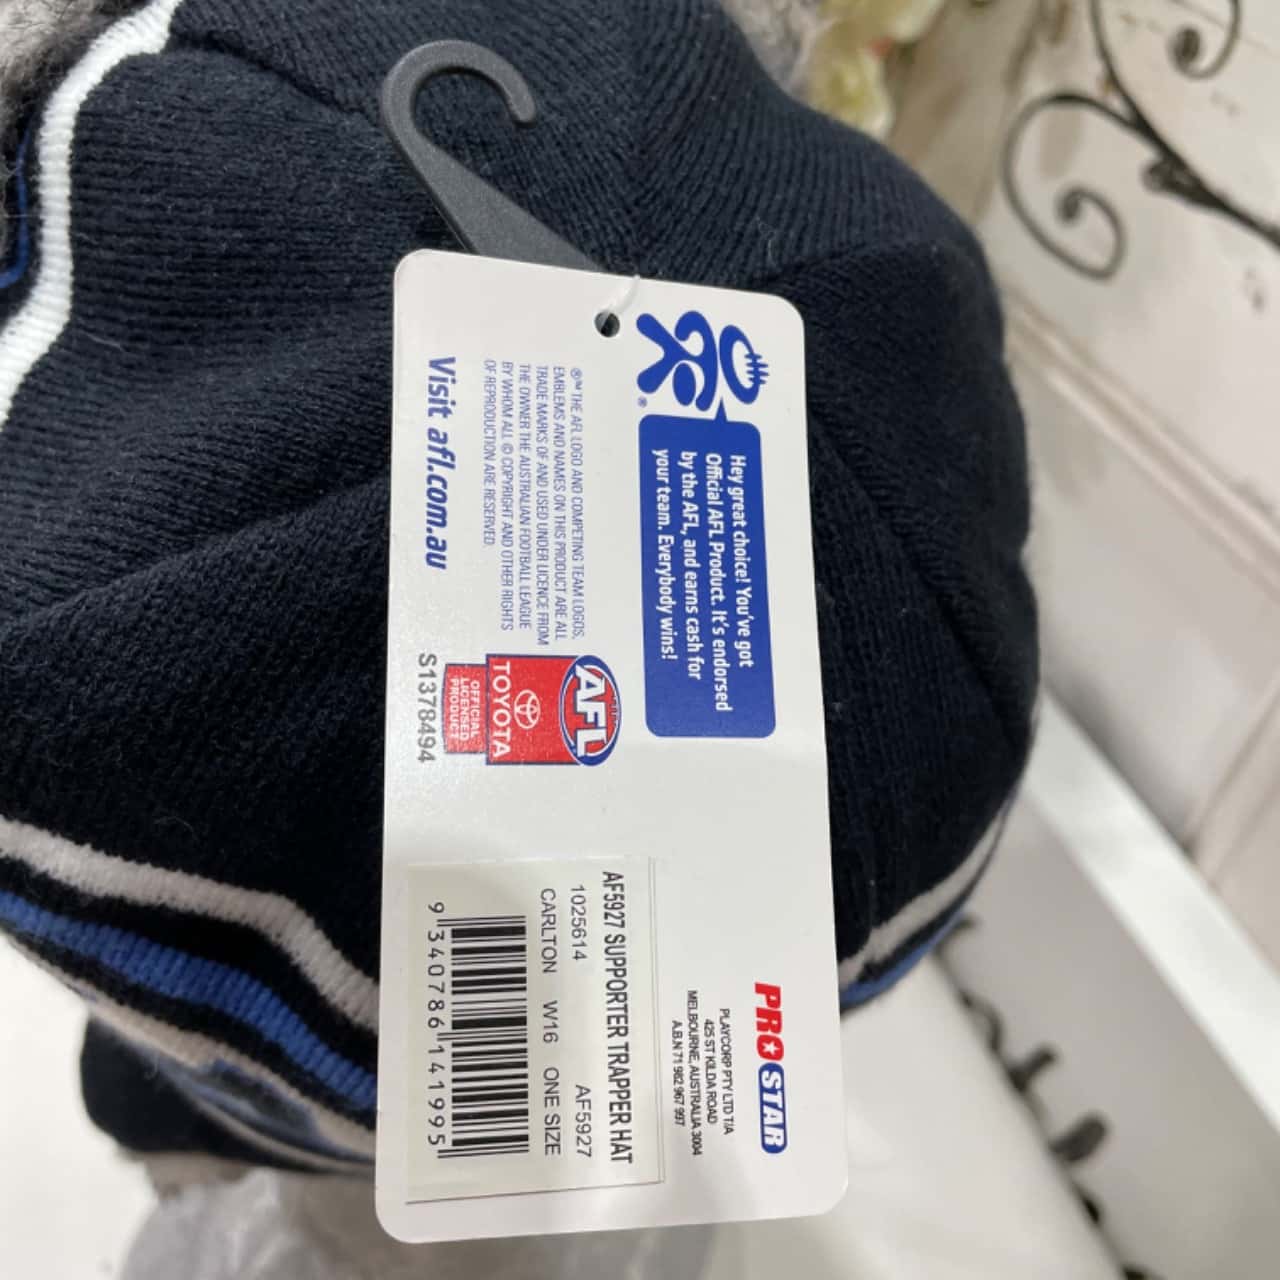 Hey great choice! You've got
Official AFL Product. It's endorsed
by the AFL, and earns cash for
your team. Everybody wins!
®
®™ THE AFL LOGO AND COMPETING TEAM LOGOS,
EMBLEMS AND NAMES ON THIS PRODUCT ARE ALL
TRADE MARKS OF AND USED UNDER LICENCE FROM
THE OWNER THE AUSTRALIAN FOOTBALL LEAGUE
BY WHOM ALL © COPYRIGHT AND OTHER RIGHTS
OF REPRODUCTION ARE RESERVED.
Visit afl.com.au
AFL
TOYOTA
OFFICIAL
LICENSED
PRODUCT
S1378494
PRO STAR
PLAYCORP PTY LTD T/A
425 ST KILDA ROAD
MELBOURNE, AUSTRALIA 3004
A.B.N 71 982 967 997
AF5927 SUPPORTER TRAPPER HAT
1025614 AF5927
CARLTON W16 ONE SIZE
9 340786 141995